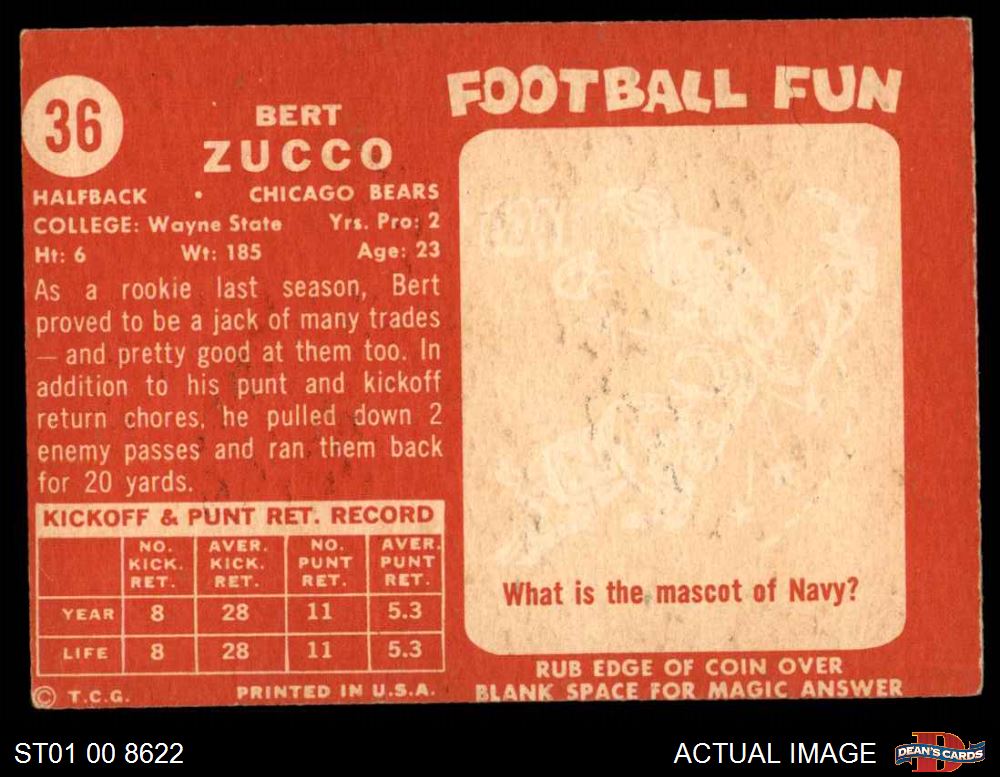 36
BERT
ZUCCO
HALFBACK • CHICAGO BEARS
COLLEGE: Wayne State Yrs. Pro: 2
Ht: 6 Wt: 185 Age: 23
As a rookie last season, Bert
proved to be a jack of many trades
— and pretty good at them too. In
addition to his punt and kickoff
return chores, he pulled down 2
enemy passes and ran them back
for 20 yards.
KICKOFF & PUNT RET. RECORD
NO. KICK. RET. AVER. KICK. RET. NO. PUNT RET. AVER. PUNT RET.
YEAR 8 28 11 5.3
LIFE 8 28 11 5.3
© T.C.G. PRINTED IN U.S.A.
FOOTBALL FUN
What is the mascot of Navy?
RUB EDGE OF COIN OVER
BLANK SPACE FOR MAGIC ANSWER
ST01 00 8622
ACTUAL IMAGE
DEAN'S CARDS